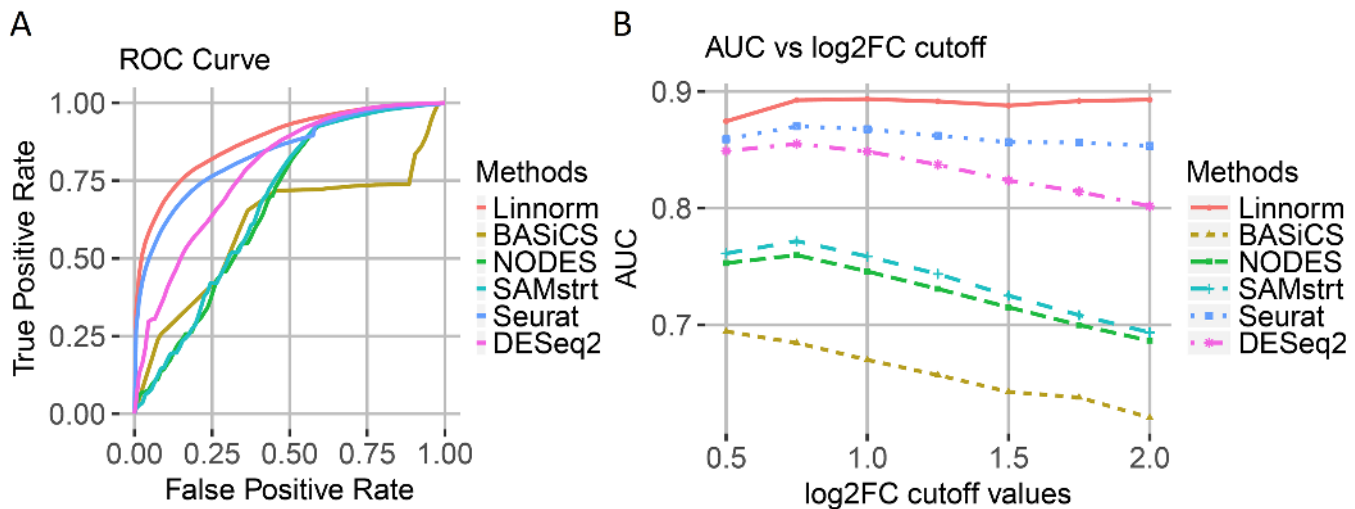 A
ROC Curve
True Positive Rate
1.00
0.75
0.50
0.25
0.00
0.00 0.25 0.50 0.75 1.00
False Positive Rate
Methods
Linnorm
BASiCS
NODES
SAMstrt
Seurat
DESeq2
B
AUC vs log2FC cutoff
AUC
0.9
0.8
0.7
0.5 1.0 1.5 2.0
log2FC cutoff values
Methods
Linnorm
BASiCS
NODES
SAMstrt
Seurat
DESeq2